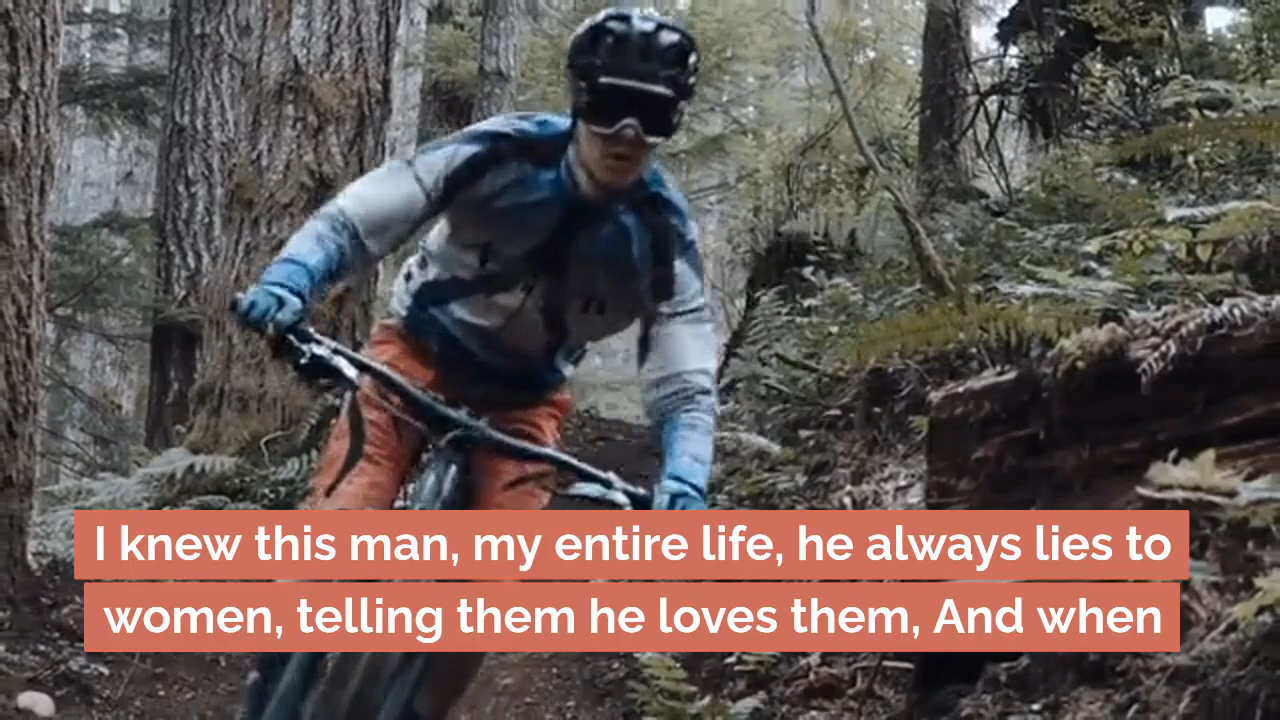 I knew this man, my entire life, he always lies to
women, telling them he loves them, And when